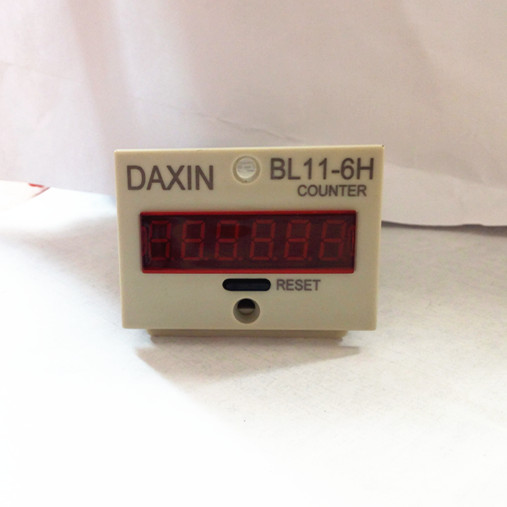 DAXIN
BL11-6H
COUNTER
RESET